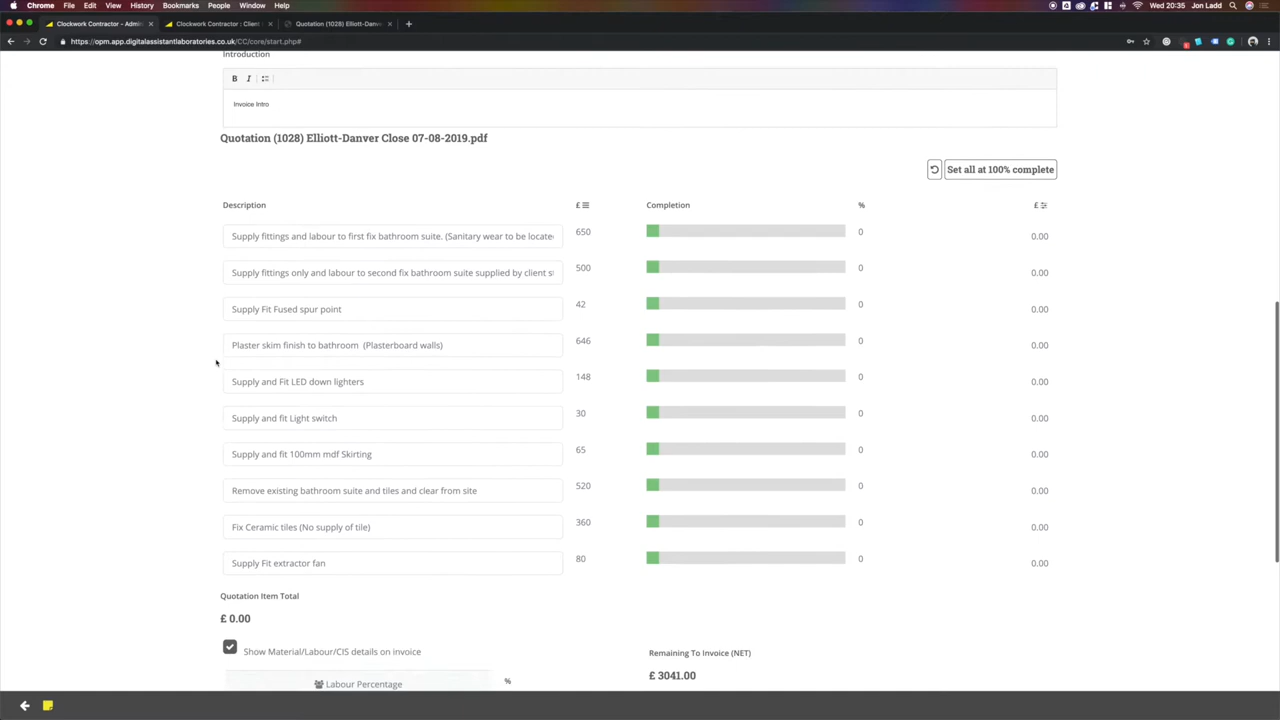 Chrome File Edit View History Bookmarks People Window Help Wed 20:35 Jon Ladd
Clockwork Contractor – Admi Clockwork Contractor : Client Quotation (1028) Elliott-Danv
https://opm.app.digitalassistantlaboratories.co.uk/CC/core/start.php#
Introduction
B I
Invoice Intro
Quotation (1028) Elliott-Danver Close 07-08-2019.pdf
Set all at 100% complete
Description £ Completion % £
Supply fittings and labour to first fix bathroom suite. (Sanitary wear to be locate 650 0 0.00
Supply fittings only and labour to second fix bathroom suite supplied by client s 500 0 0.00
Supply Fit Fused spur point 42 0 0.00
Plaster skim finish to bathroom (Plasterboard walls) 646 0 0.00
Supply and Fit LED down lighters 148 0 0.00
Supply and fit Light switch 30 0 0.00
Supply and fit 100mm mdf Skirting 65 0 0.00
Remove existing bathroom suite and tiles and clear from site 520 0 0.00
Fix Ceramic tiles (No supply of tile) 360 0 0.00
Supply Fit extractor fan 80 0 0.00
Quotation Item Total
£ 0.00
Show Material/Labour/CIS details on invoice
Remaining To Invoice (NET)
£ 3041.00
Labour Percentage %